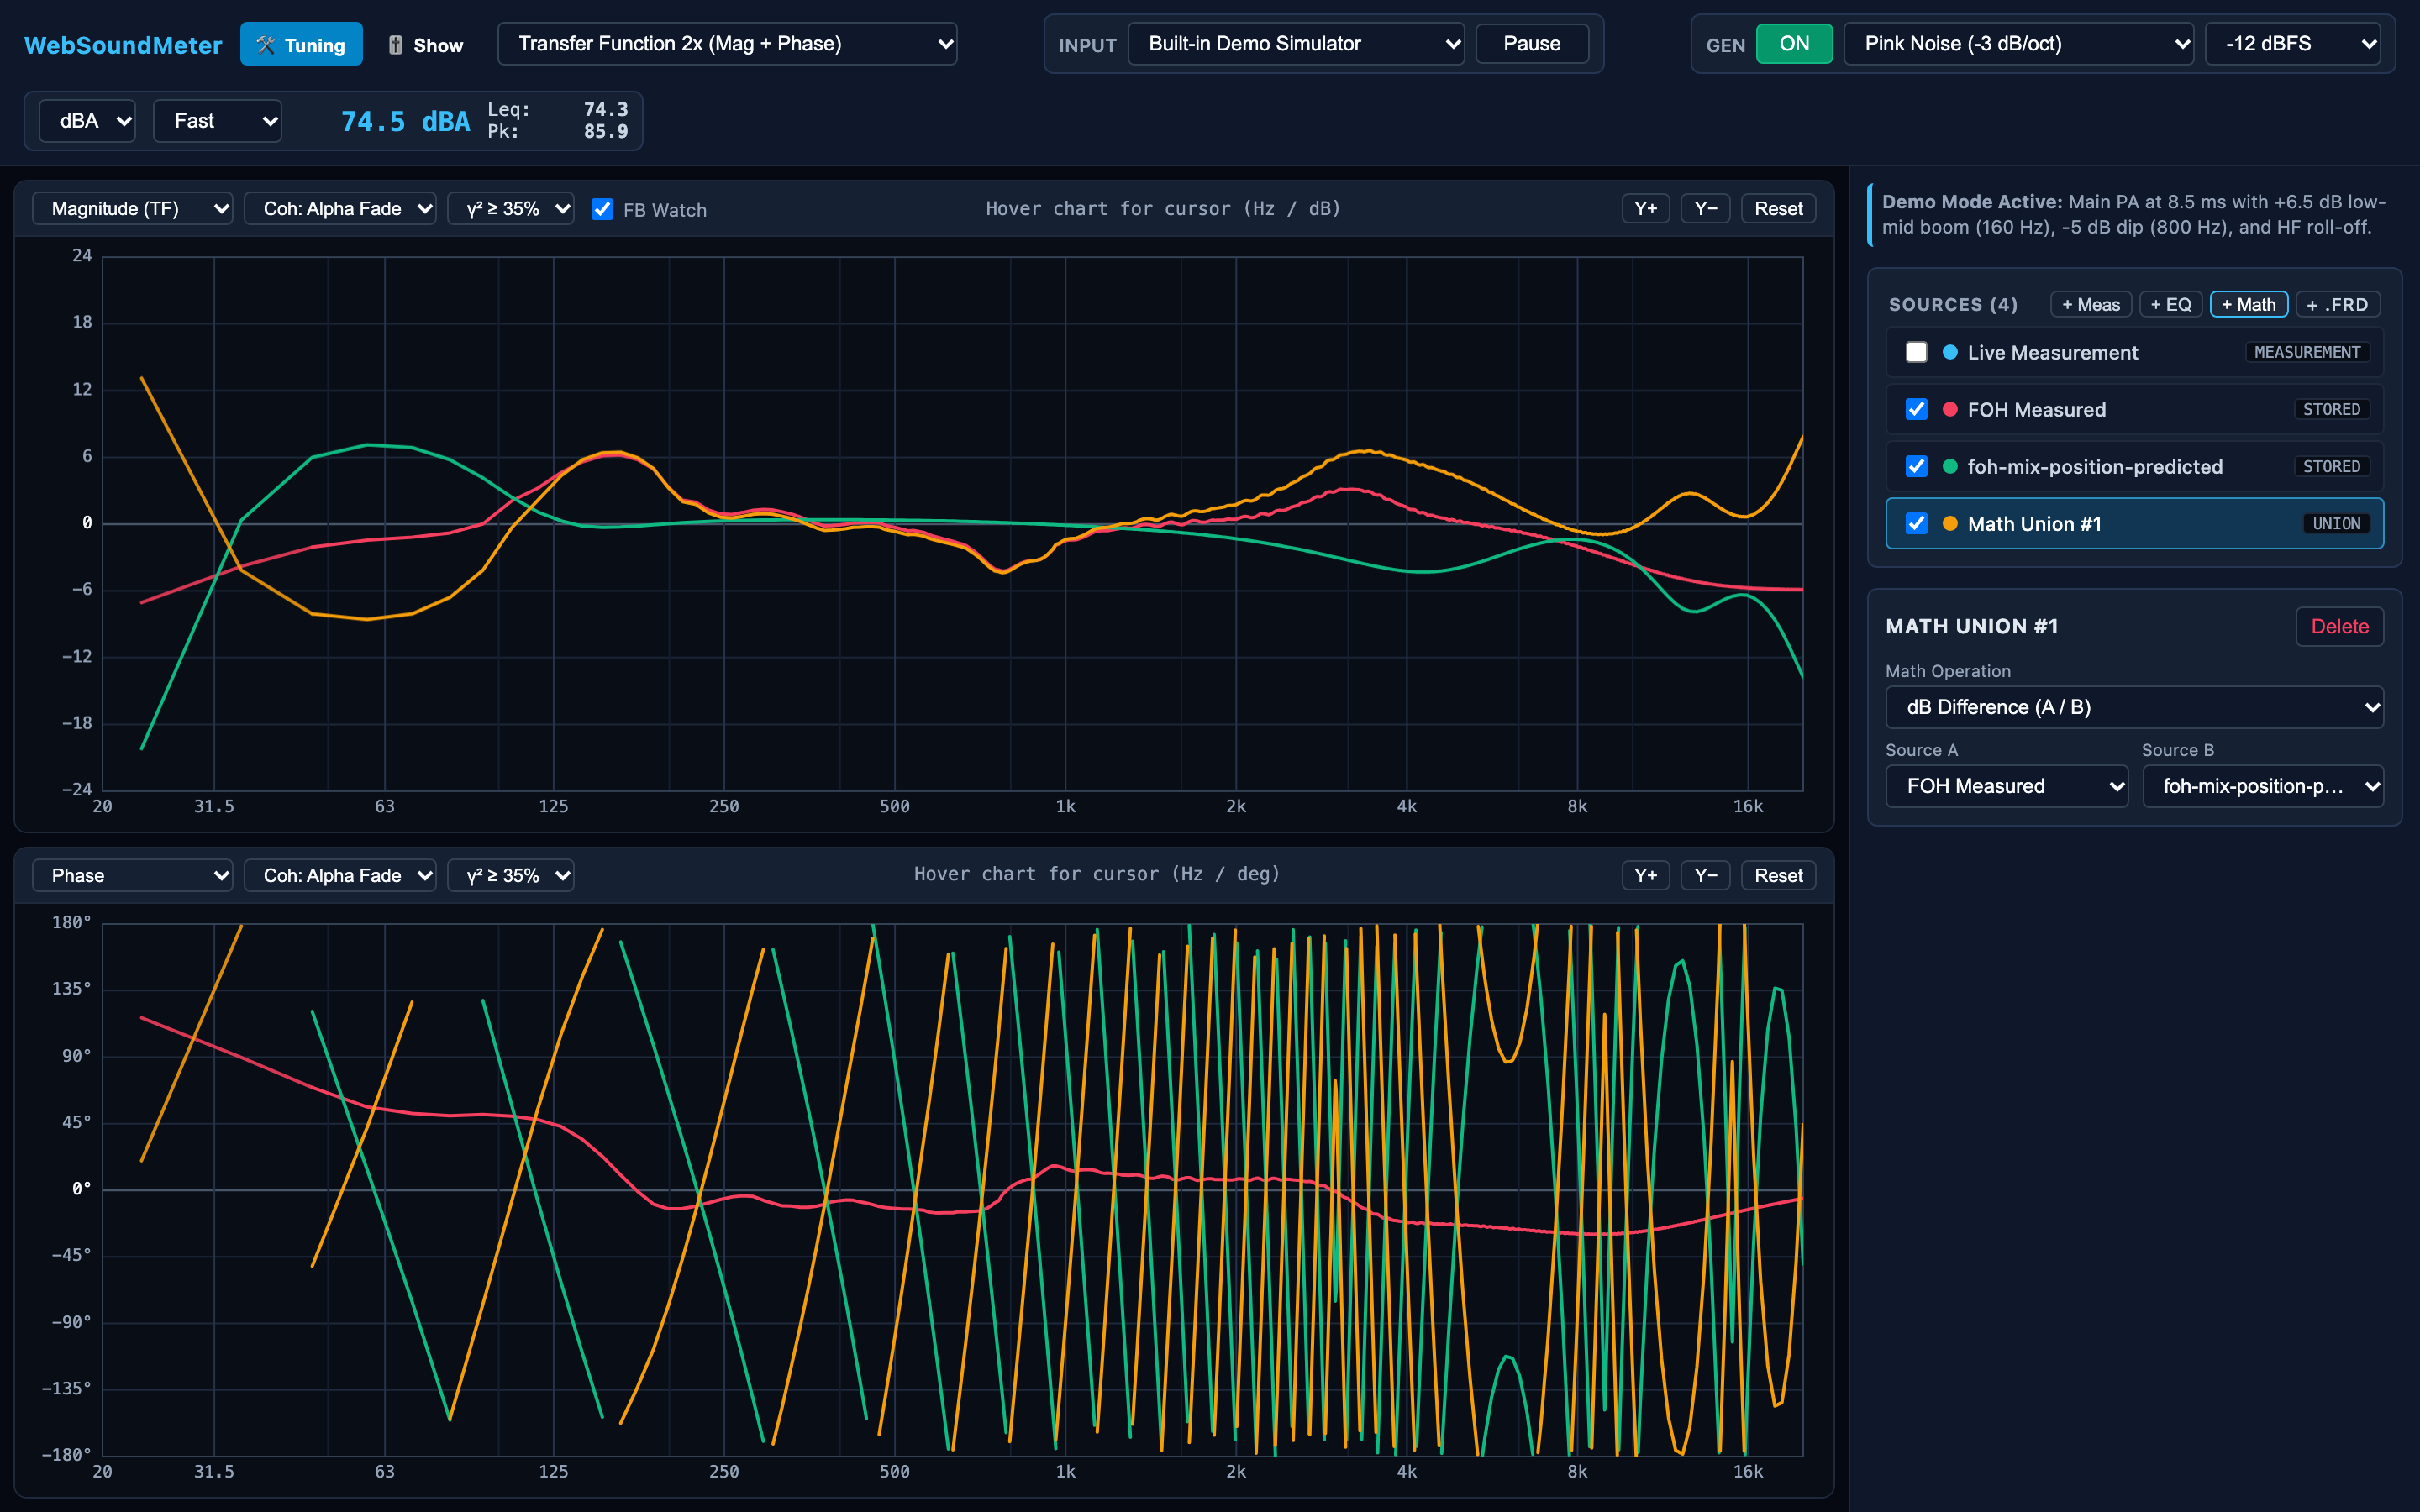 WebSoundMeter
🛠 Tuning
🎚 Show
Transfer Function 2x (Mag + Phase)
INPUT
Built-in Demo Simulator
Pause
GEN
ON
Pink Noise (-3 dB/oct)
-12 dBFS
dBA
Fast
74.5 dBA
Leq: 74.3
Pk: 85.9
Magnitude (TF)
Coh: Alpha Fade
γ² ≥ 35%
FB Watch
Hover chart for cursor (Hz / dB)
Y+
Y−
Reset
24
18
12
6
0
−6
−12
−18
−24
20 31.5 63 125 250 500 1k 2k 4k 8k 16k
Phase
Coh: Alpha Fade
γ² ≥ 35%
Hover chart for cursor (Hz / deg)
Y+
Y−
Reset
180°
135°
90°
45°
0°
−45°
−90°
−135°
−180°
20 31.5 63 125 250 500 1k 2k 4k 8k 16k
Demo Mode Active: Main PA at 8.5 ms with +6.5 dB low-
mid boom (160 Hz), -5 dB dip (800 Hz), and HF roll-off.
SOURCES (4)
+ Meas
+ EQ
+ Math
+ .FRD
Live Measurement MEASUREMENT
FOH Measured STORED
foh-mix-position-predicted STORED
Math Union #1 UNION
MATH UNION #1
Delete
Math Operation
dB Difference (A / B)
Source A
Source B
FOH Measured
foh-mix-position-p...